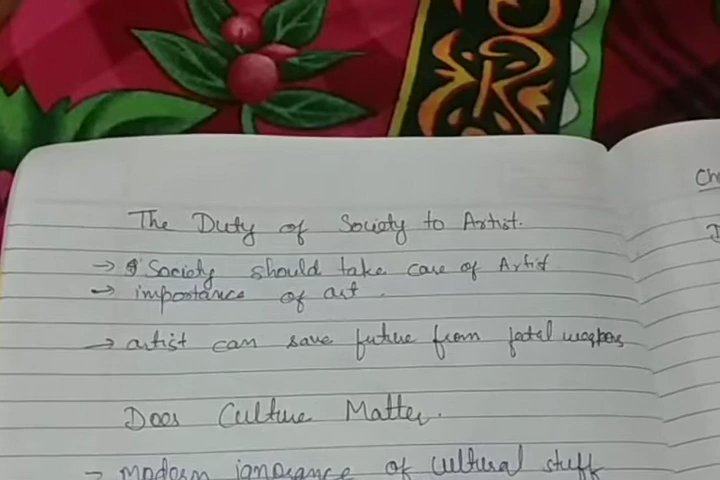 The Duty of Society to Artist.
→ Society should take care of Artist
→ importance of art.
→ artist can save future from fatal weapons
Does Culture Matter.
→ Modern ignorance of cultural stuff
Ch